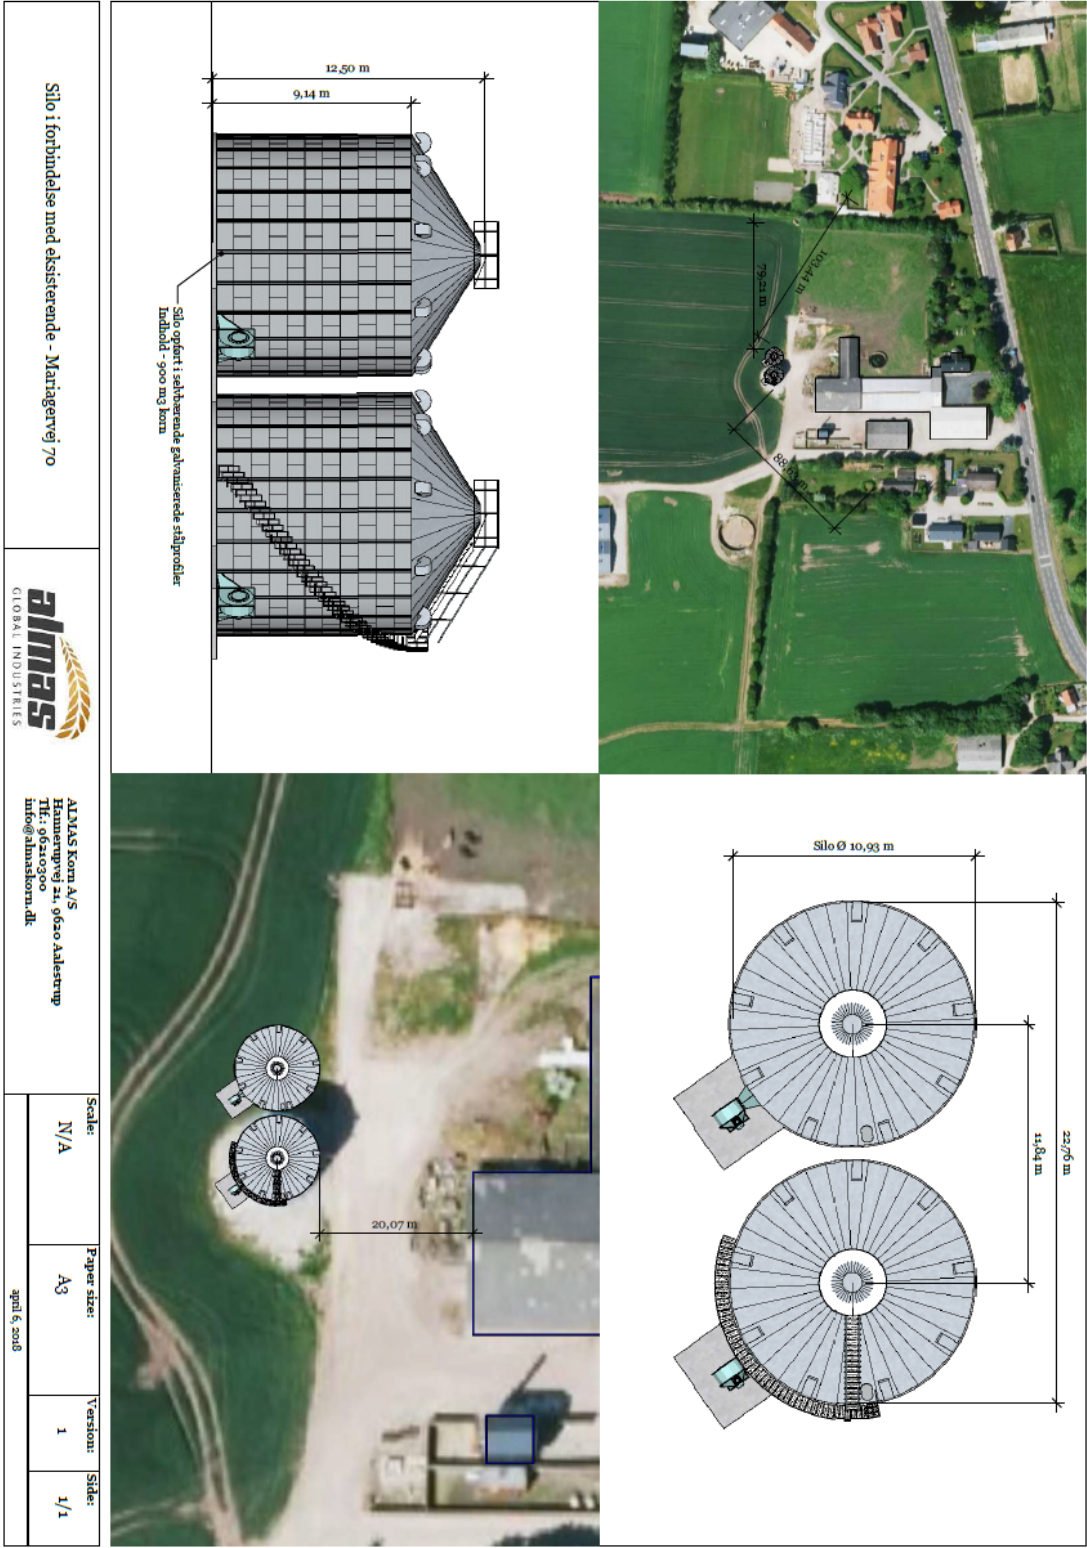 12,50 m
9,14 m
Silo opført i selvbærende galvaniserede stålprofiler
Indhold - 900 m3 korn
103,44 m
79,21 m
Silo Ø 10,93 m
22,76 m
11,84 m
20,07 m
Silo i forbindelse med eksisterende - Mariagervej 70
almas
GLOBAL INDUSTRIES
ALMAS Korn A/S
Hannerupvej 21, 9620 Aalestrup
Tlf.: 96210300
info@almaskorn.dk
Scale:
N/A
Paper size:
A3
Version:
1
Side:
1/1
april 6, 2018